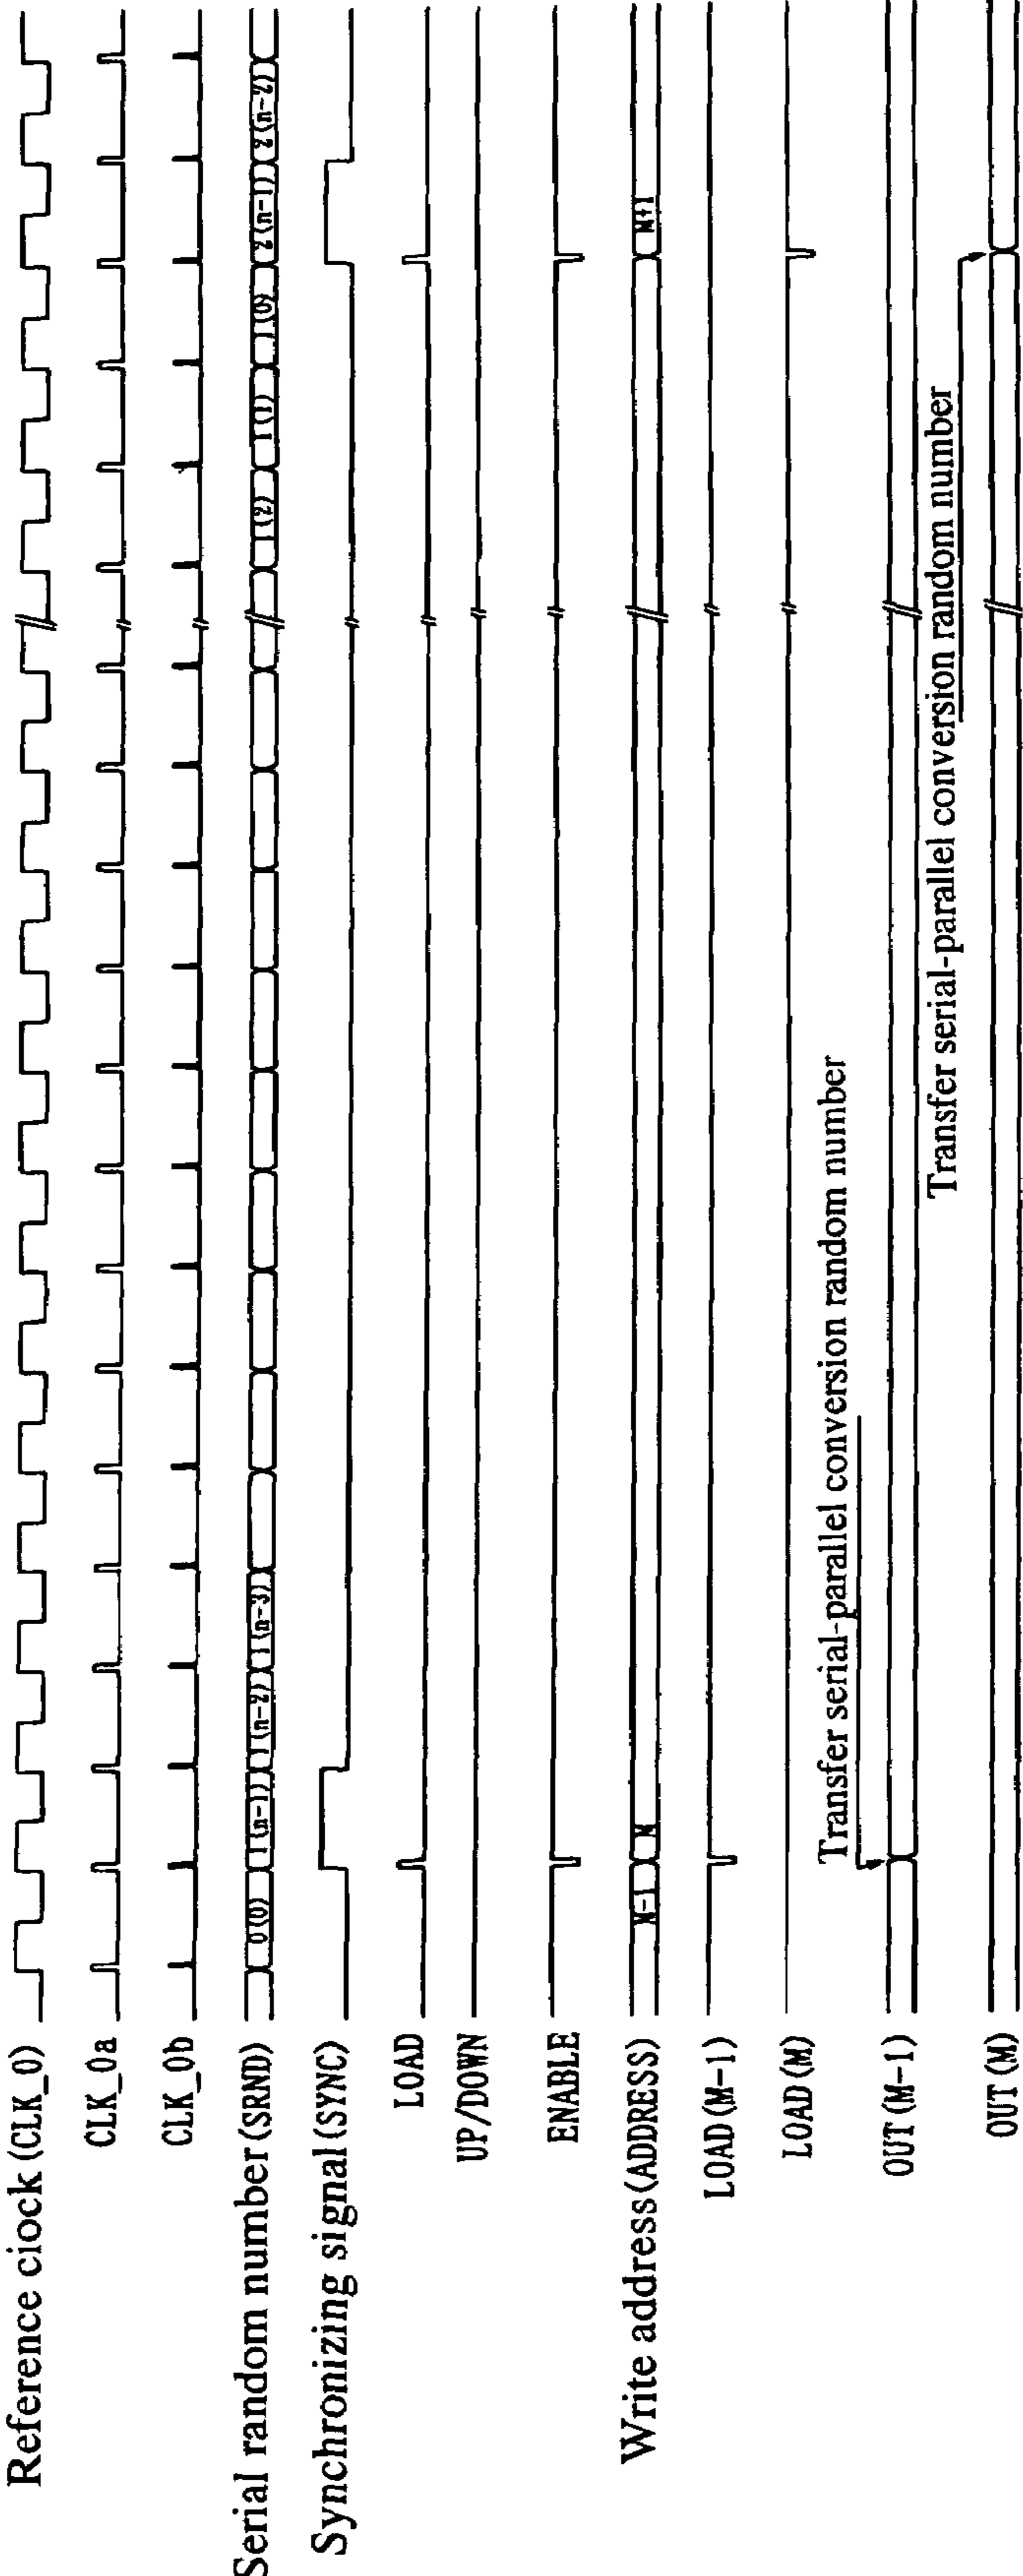 Reference ciock (CLK_0)
CLK_0a
CLK_0b
Serial random number (SRND)
0(0) 1(n-1) 1(n-2) 1(n-3) 1(2) 1(1) 1(0) 2(n-1) 2(n-2)
Synchronizing signal (SYNC)
LOAD
UP/DOWN
ENABLE
Write address (ADDRESS)
M-1 M M+1
LOAD (M-1)
LOAD (M)
Transfer serial-parallel conversion random number
OUT (M-1)
Transfer serial-parallel conversion random number
OUT (M)